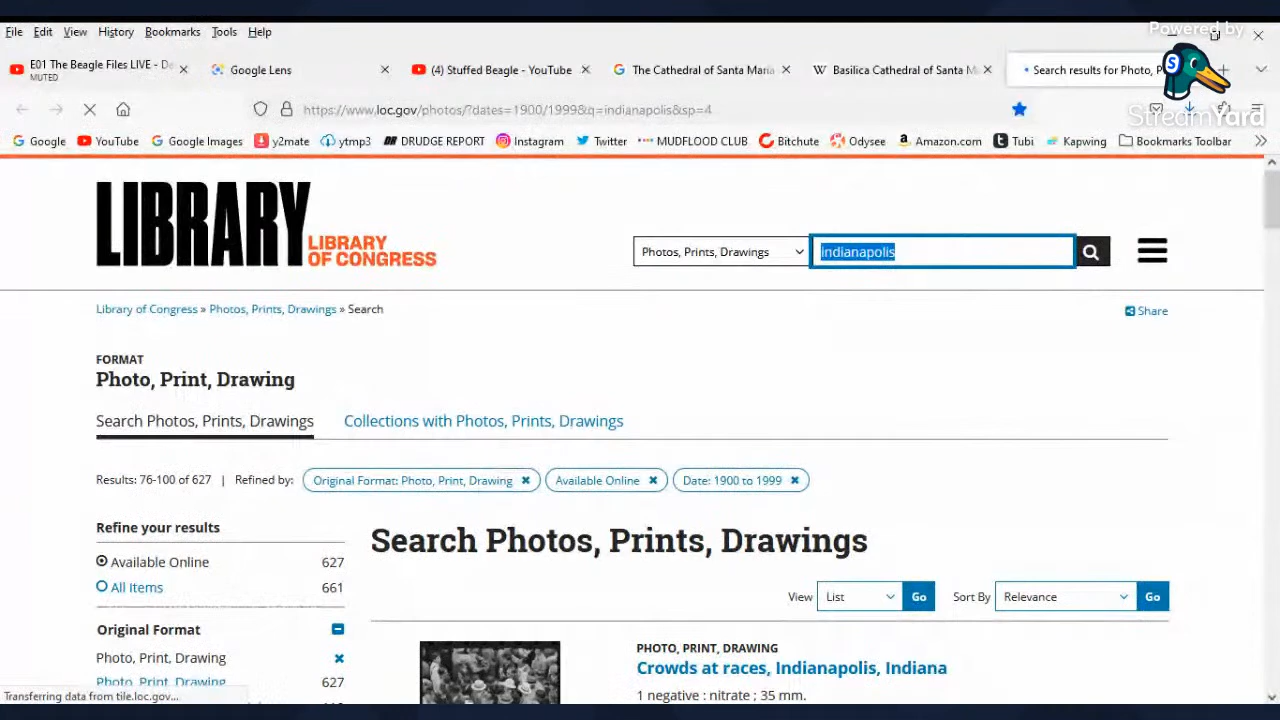 Powered by
StreamYard
File Edit View History Bookmarks Tools Help
E01 The Beagle Files LIVE - De
MUTED
Google Lens
(4) Stuffed Beagle - YouTube
The Cathedral of Santa Maria
Basilica Cathedral of Santa M
Search results for Photo, P
https://www.loc.gov/photos/?dates=1900/1999&q=indianapolis&sp=4
Google YouTube Google Images y2mate ytmp3 DRUDGE REPORT Instagram Twitter MUDFLOOD CLUB Bitchute Odysee Amazon.com Tubi Kapwing Bookmarks Toolbar
LIBRARY
LIBRARY
OF CONGRESS
Photos, Prints, Drawings
indianapolis
Library of Congress » Photos, Prints, Drawings » Search
Share
FORMAT
Photo, Print, Drawing
Search Photos, Prints, Drawings Collections with Photos, Prints, Drawings
Results: 76-100 of 627 | Refined by: Original Format: Photo, Print, Drawing Available Online Date: 1900 to 1999
Refine your results
Available Online 627
All Items 661
Original Format
Photo, Print, Drawing
Photo, Print, Drawing 627
Search Photos, Prints, Drawings
View List Go Sort By Relevance Go
PHOTO, PRINT, DRAWING
Crowds at races, Indianapolis, Indiana
1 negative : nitrate ; 35 mm.
Transferring data from tile.loc.gov...